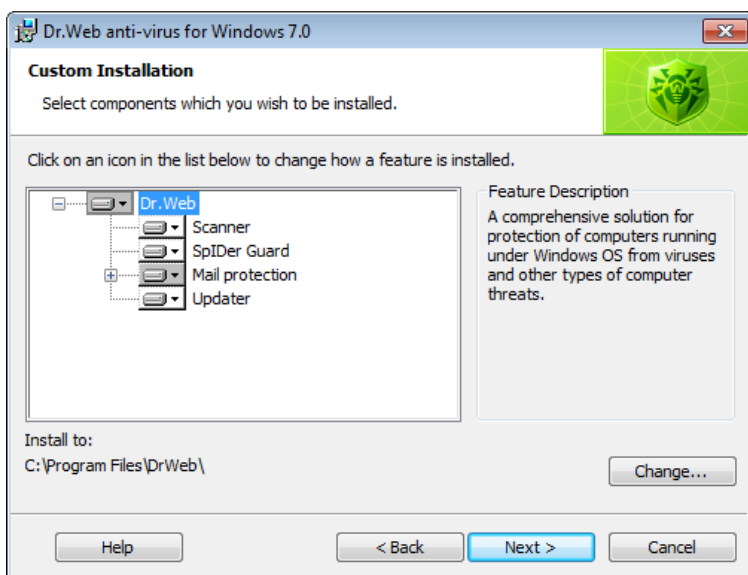 Dr.Web anti-virus for Windows 7.0
Custom Installation
Select components which you wish to be installed.
Click on an icon in the list below to change how a feature is installed.
Dr.Web
Scanner
SpIDer Guard
Mail protection
Updater
Feature Description
A comprehensive solution for
protection of computers running
under Windows OS from viruses
and other types of computer
threats.
Install to:
C:\Program Files\DrWeb\
Change...
Help
< Back
Next >
Cancel